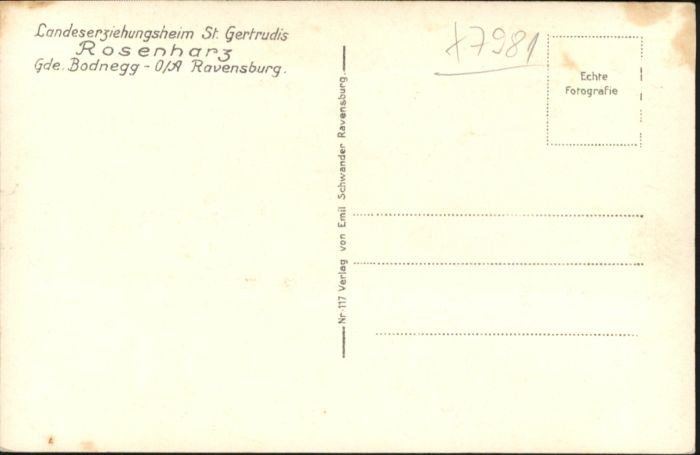 Landeserziehungsheim St. Gertrudis
Rosenharz
Gde. Bodnegg - O/A Ravensburg.
Nr. 117 Verlag von Emil Schwander Ravensburg.
X7981
Echte
Fotografie